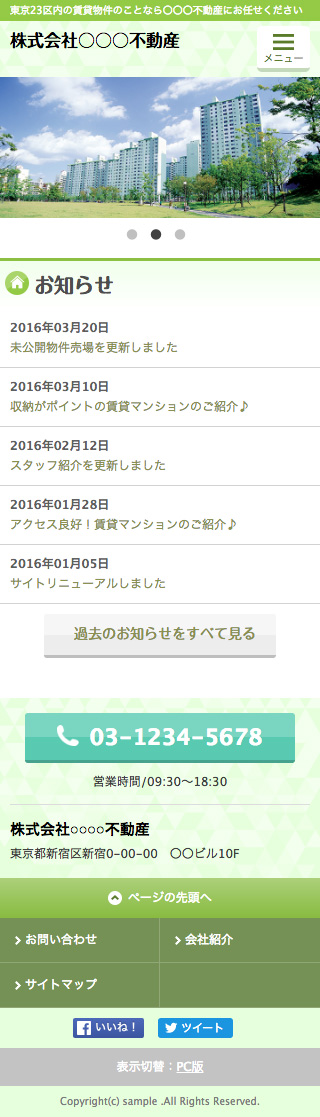 東京23区内の賃貸物件のことなら〇〇〇不動産にお任せください
株式会社〇〇〇不動産
メニュー
お知らせ
2016年03月20日
未公開物件売場を更新しました
2016年03月10日
収納がポイントの賃貸マンションのご紹介♪
2016年02月12日
スタッフ紹介を更新しました
2016年01月28日
アクセス良好！賃貸マンションのご紹介♪
2016年01月05日
サイトリニューアルしました
過去のお知らせをすべて見る
03-1234-5678
営業時間/09:30〜18:30
株式会社○○○○不動産
東京都新宿区新宿0-00-00　〇〇ビル10F
ページの先頭へ
お問い合わせ
会社紹介
サイトマップ
いいね！
ツイート
表示切替：PC版
Copyright(c) sample .All Rights Reserved.